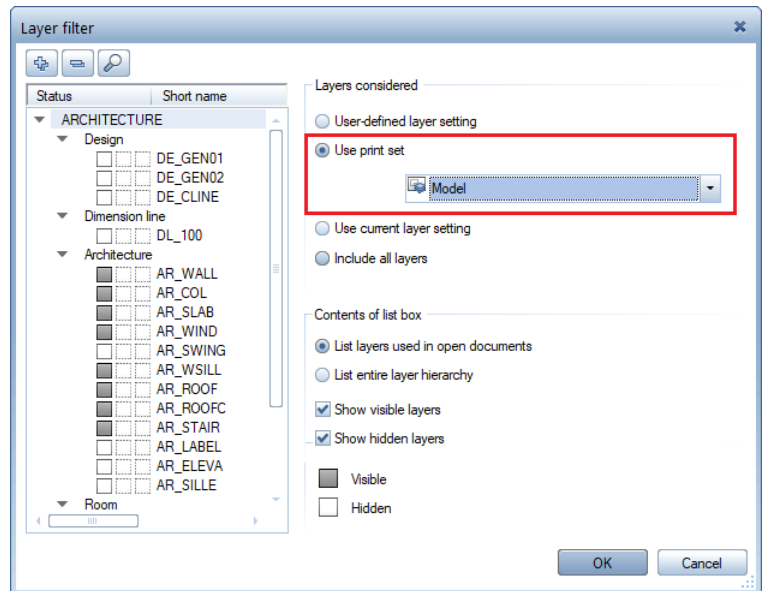 Layer filter
Status Short name
ARCHITECTURE
Design
DE_GEN01
DE_GEN02
DE_CLINE
Dimension line
DL_100
Architecture
AR_WALL
AR_COL
AR_SLAB
AR_WIND
AR_SWING
AR_WSILL
AR_ROOF
AR_ROOFC
AR_STAIR
AR_LABEL
AR_ELEVA
AR_SILLE
Room
Layers considered
User-defined layer setting
Use print set
Model
Use current layer setting
Include all layers
Contents of list box
List layers used in open documents
List entire layer hierarchy
Show visible layers
Show hidden layers
Visible
Hidden
OK Cancel